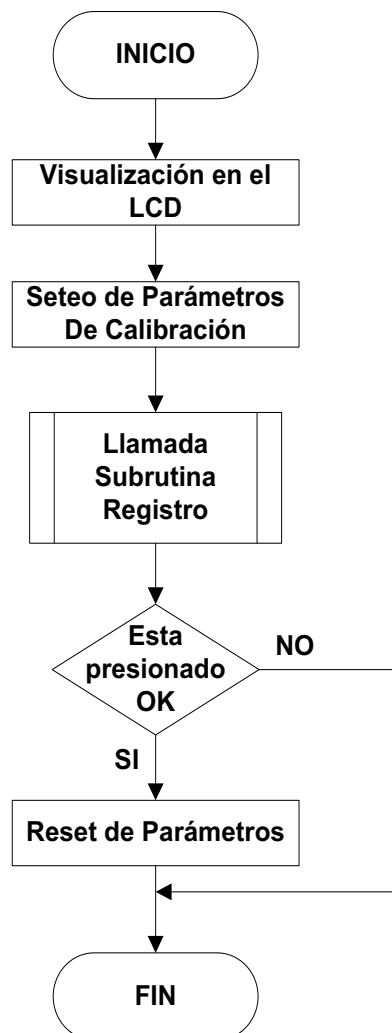 INICIO
Visualización en el
LCD
Seteo de Parámetros
De Calibración
Llamada
Subrutina
Registro
Esta
presionado
OK
NO
SI
Reset de Parámetros
FIN